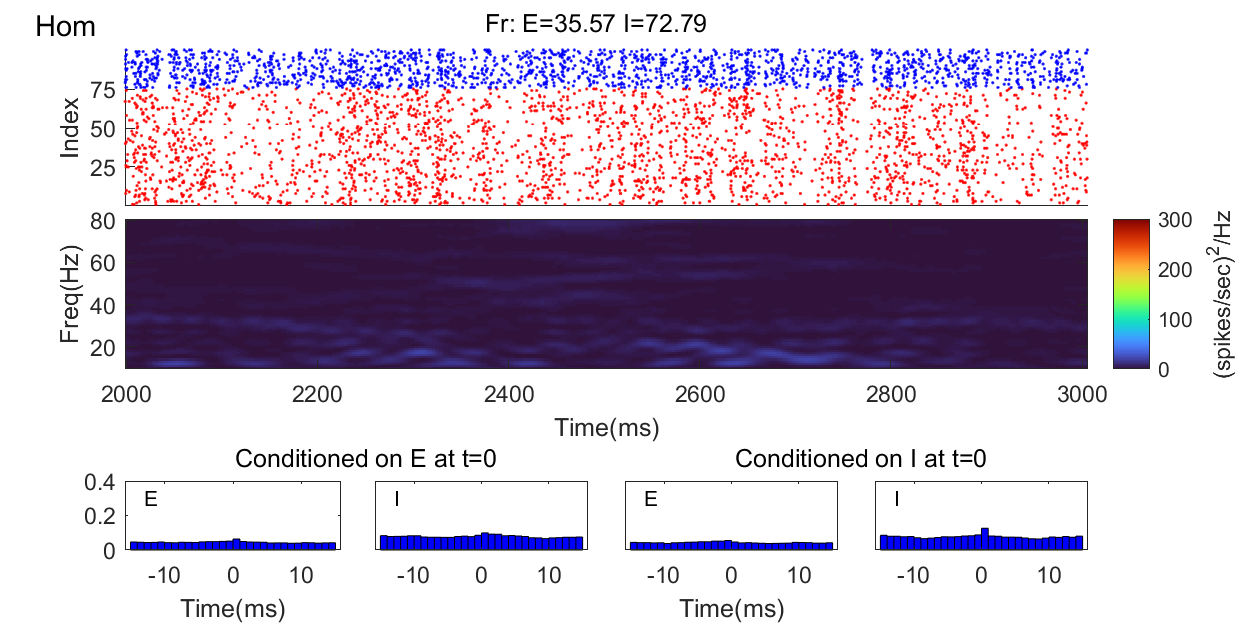 Hom
Fr: E=35.57 I=72.79
75
50
25
Index
80
60
40
20
Freq(Hz)
2000 2200 2400 2600 2800 3000
Time(ms)
300
200
100
0
(spikes/sec)²/Hz
Conditioned on E at t=0
Conditioned on I at t=0
0.4
0.2
0
E
I
E
I
-10 0 10
-10 0 10
-10 0 10
-10 0 10
Time(ms)
Time(ms)